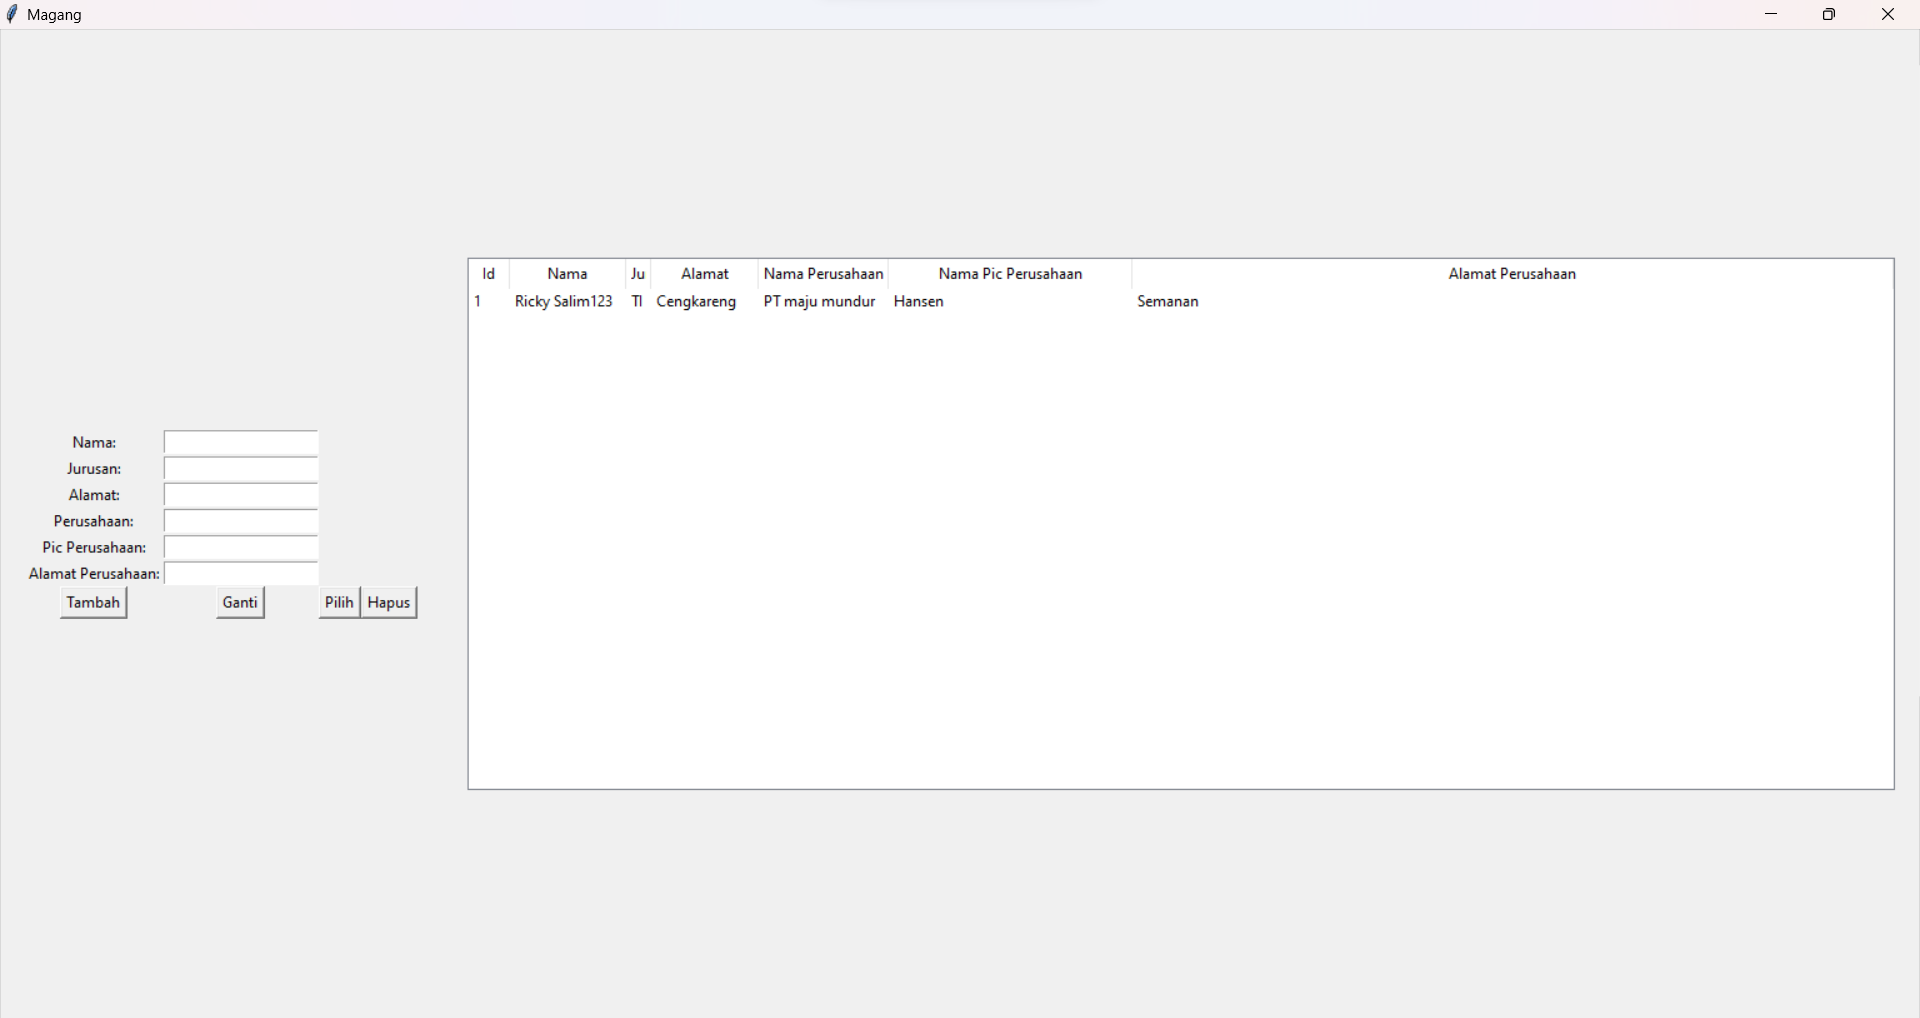 Magang
Id Nama Ju Alamat Nama Perusahaan Nama Pic Perusahaan Alamat Perusahaan
1 Ricky Salim123 TI Cengkareng PT maju mundur Hansen Semanan
Nama:
Jurusan:
Alamat:
Perusahaan:
Pic Perusahaan:
Alamat Perusahaan:
Tambah Ganti Pilih Hapus